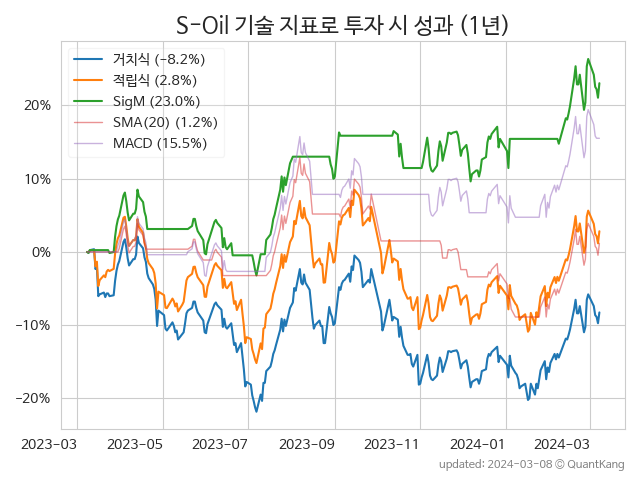 S-Oil 기술 지표로 투자 시 성과 (1년)
거치식 (−8.2%)
적립식 (2.8%)
SigM (23.0%)
SMA(20) (1.2%)
MACD (15.5%)
20%
10%
0%
−10%
−20%
2023−03 2023−05 2023−07 2023−09 2023−11 2024−01 2024−03
updated: 2024−03−08 © QuantKang